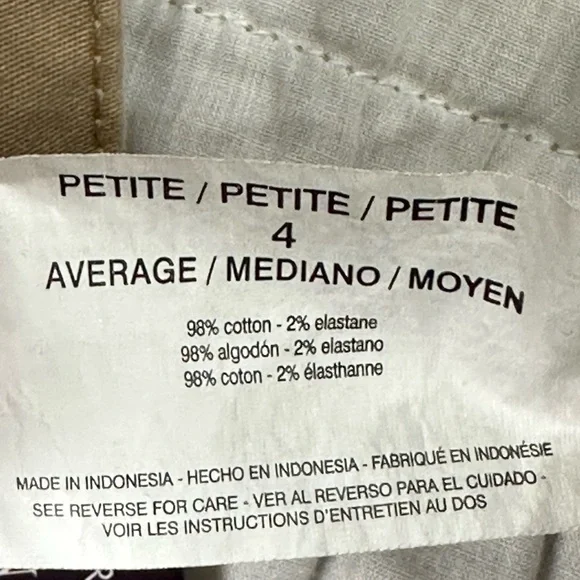 PETITE / PETITE / PETITE
4
AVERAGE / MEDIANO / MOYEN
98% cotton - 2% elastane
98% algodón - 2% elastano
98% coton - 2% élasthanne
MADE IN INDONESIA - HECHO EN INDONESIA - FABRIQUÉ EN INDONÉSIE
SEE REVERSE FOR CARE - VER AL REVERSO PARA EL CUIDADO -
VOIR LES INSTRUCTIONS D'ENTRETIEN AU DOS